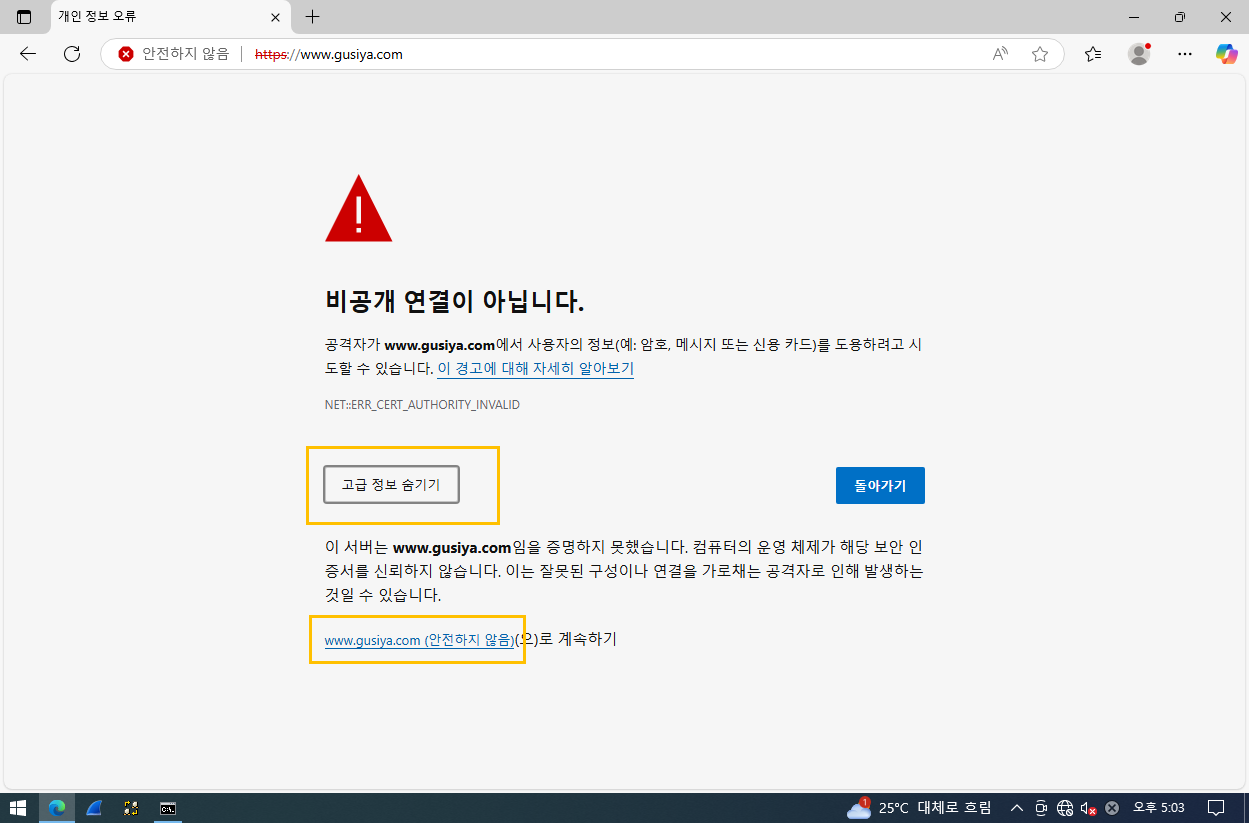 개인 정보 오류
안전하지 않음 https://www.gusiya.com
비공개 연결이 아닙니다.
공격자가 www.gusiya.com에서 사용자의 정보(예: 암호, 메시지 또는 신용 카드)를 도용하려고 시
도할 수 있습니다. 이 경고에 대해 자세히 알아보기
NET::ERR_CERT_AUTHORITY_INVALID
고급 정보 숨기기
돌아가기
이 서버는 www.gusiya.com임을 증명하지 못했습니다. 컴퓨터의 운영 체제가 해당 보안 인
증서를 신뢰하지 않습니다. 이는 잘못된 구성이나 연결을 가로채는 공격자로 인해 발생하는
것일 수 있습니다.
www.gusiya.com (안전하지 않음)(으)로 계속하기
1 25°C 대체로 흐림 오후 5:03